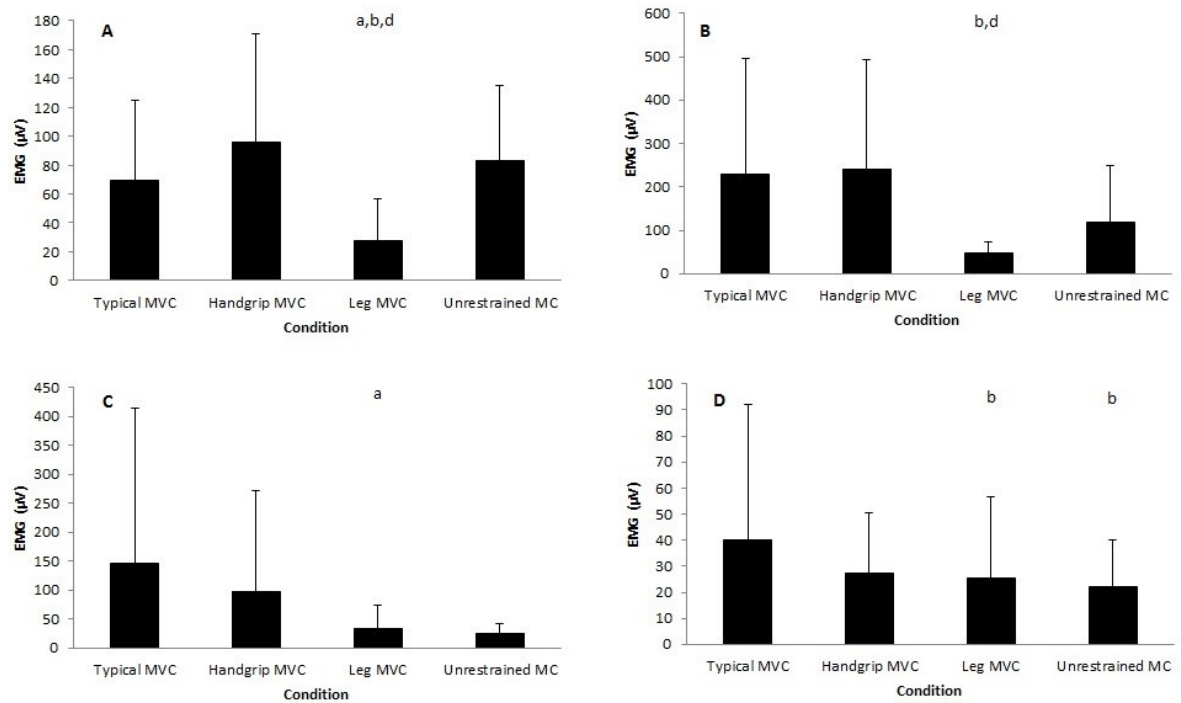 A
a,b,d
EMG (µV)
180
160
140
120
100
80
60
40
20
0
Typical MVC Handgrip MVC Leg MVC Unrestrained MC
Condition
B
b,d
EMG (µV)
600
500
400
300
200
100
0
Typical MVC Handgrip MVC Leg MVC Unrestrained MC
Condition
C
a
EMG (µV)
450
400
350
300
250
200
150
100
50
0
Typical MVC Handgrip MVC Leg MVC Unrestrained MC
Condition
D
b b
EMG (µV)
100
90
80
70
60
50
40
30
20
10
0
Typical MVC Handgrip MVC Leg MVC Unrestrained MC
Condition